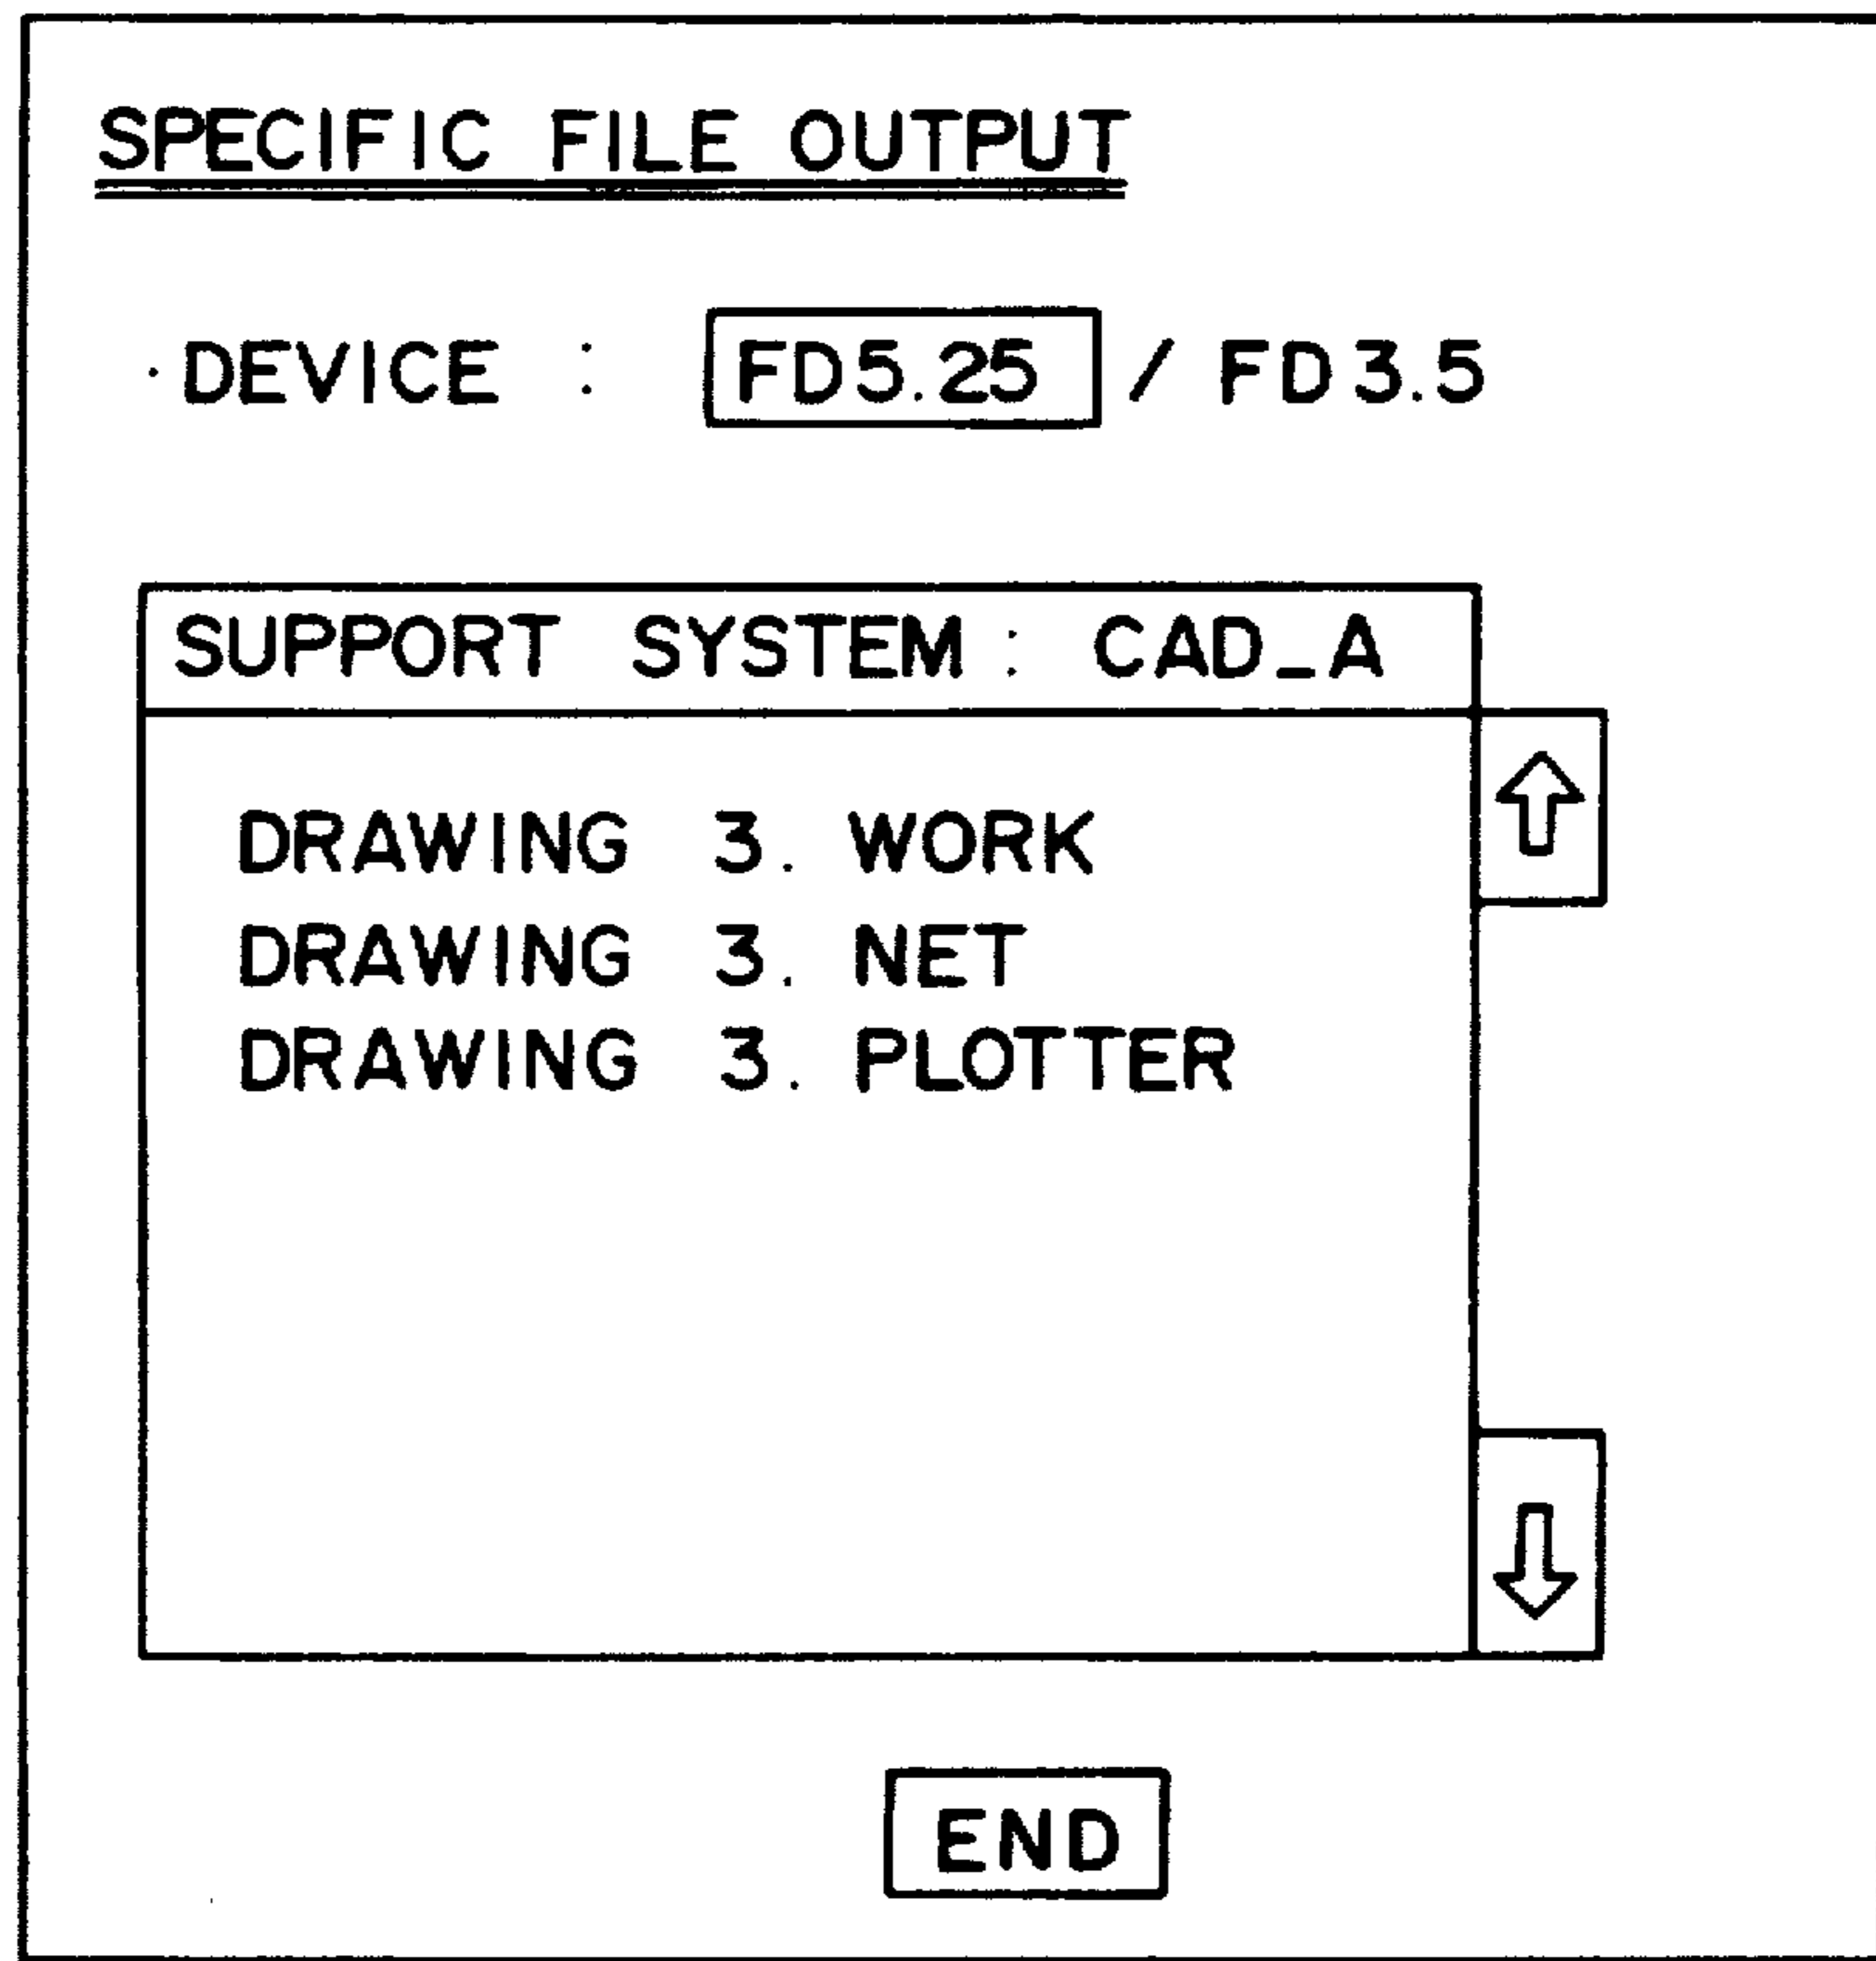 SPECIFIC FILE OUTPUT
· DEVICE : FD5.25 / FD3.5
SUPPORT SYSTEM : CAD_A
DRAWING 3. WORK
DRAWING 3. NET
DRAWING 3. PLOTTER
END